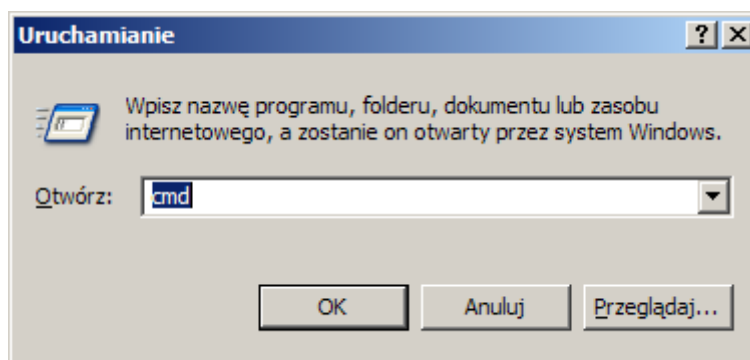 Uruchamianie
Wpisz nazwę programu, folderu, dokumentu lub zasobu
internetowego, a zostanie on otwarty przez system Windows.
Otwórz: cmd
OK Anuluj Przeglądaj...